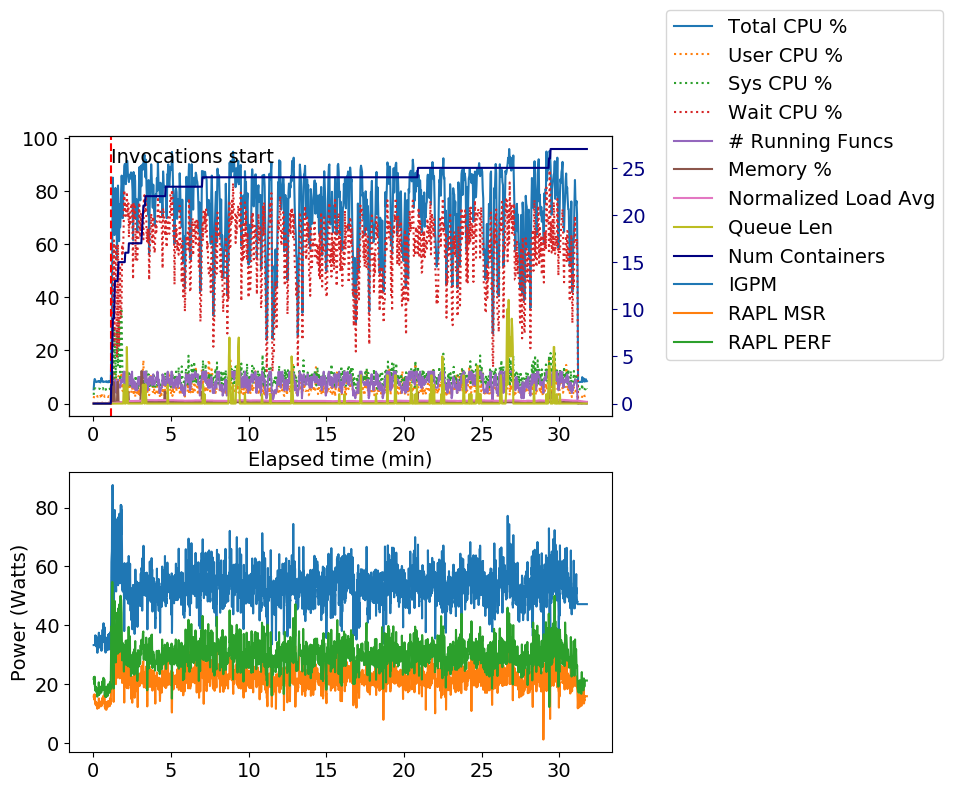 Total CPU %
User CPU %
Sys CPU %
Wait CPU %
# Running Funcs
Memory %
Normalized Load Avg
Queue Len
Num Containers
IGPM
RAPL MSR
RAPL PERF
Invocations start
100
80
60
40
20
0
25
20
15
10
5
0
0 5 10 15 20 25 30
Elapsed time (min)
Power (Watts)
80
60
40
20
0
0 5 10 15 20 25 30